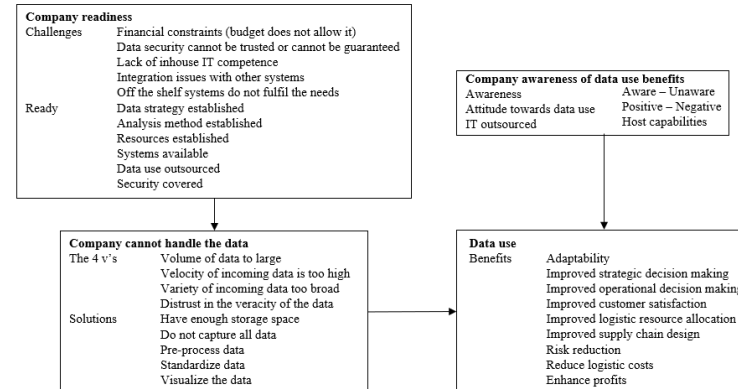 Company readiness
Challenges Financial constraints (budget does not allow it)
Data security cannot be trusted or cannot be guaranteed
Lack of inhouse IT competence
Integration issues with other systems
Off the shelf systems do not fulfil the needs
Ready Data strategy established
Analysis method established
Resources established
Systems available
Data use outsourced
Security covered
Company awareness of data use benefits
Awareness Aware – Unaware
Attitude towards data use Positive – Negative
IT outsourced Host capabilities
Company cannot handle the data
The 4 v's Volume of data to large
Velocity of incoming data is too high
Variety of incoming data too broad
Distrust in the veracity of the data
Solutions Have enough storage space
Do not capture all data
Pre-process data
Standardize data
Visualize the data
Data use
Benefits Adaptability
Improved strategic decision making
Improved operational decision making
Improved customer satisfaction
Improved logistic resource allocation
Improved supply chain design
Risk reduction
Reduce logistic costs
Enhance profits